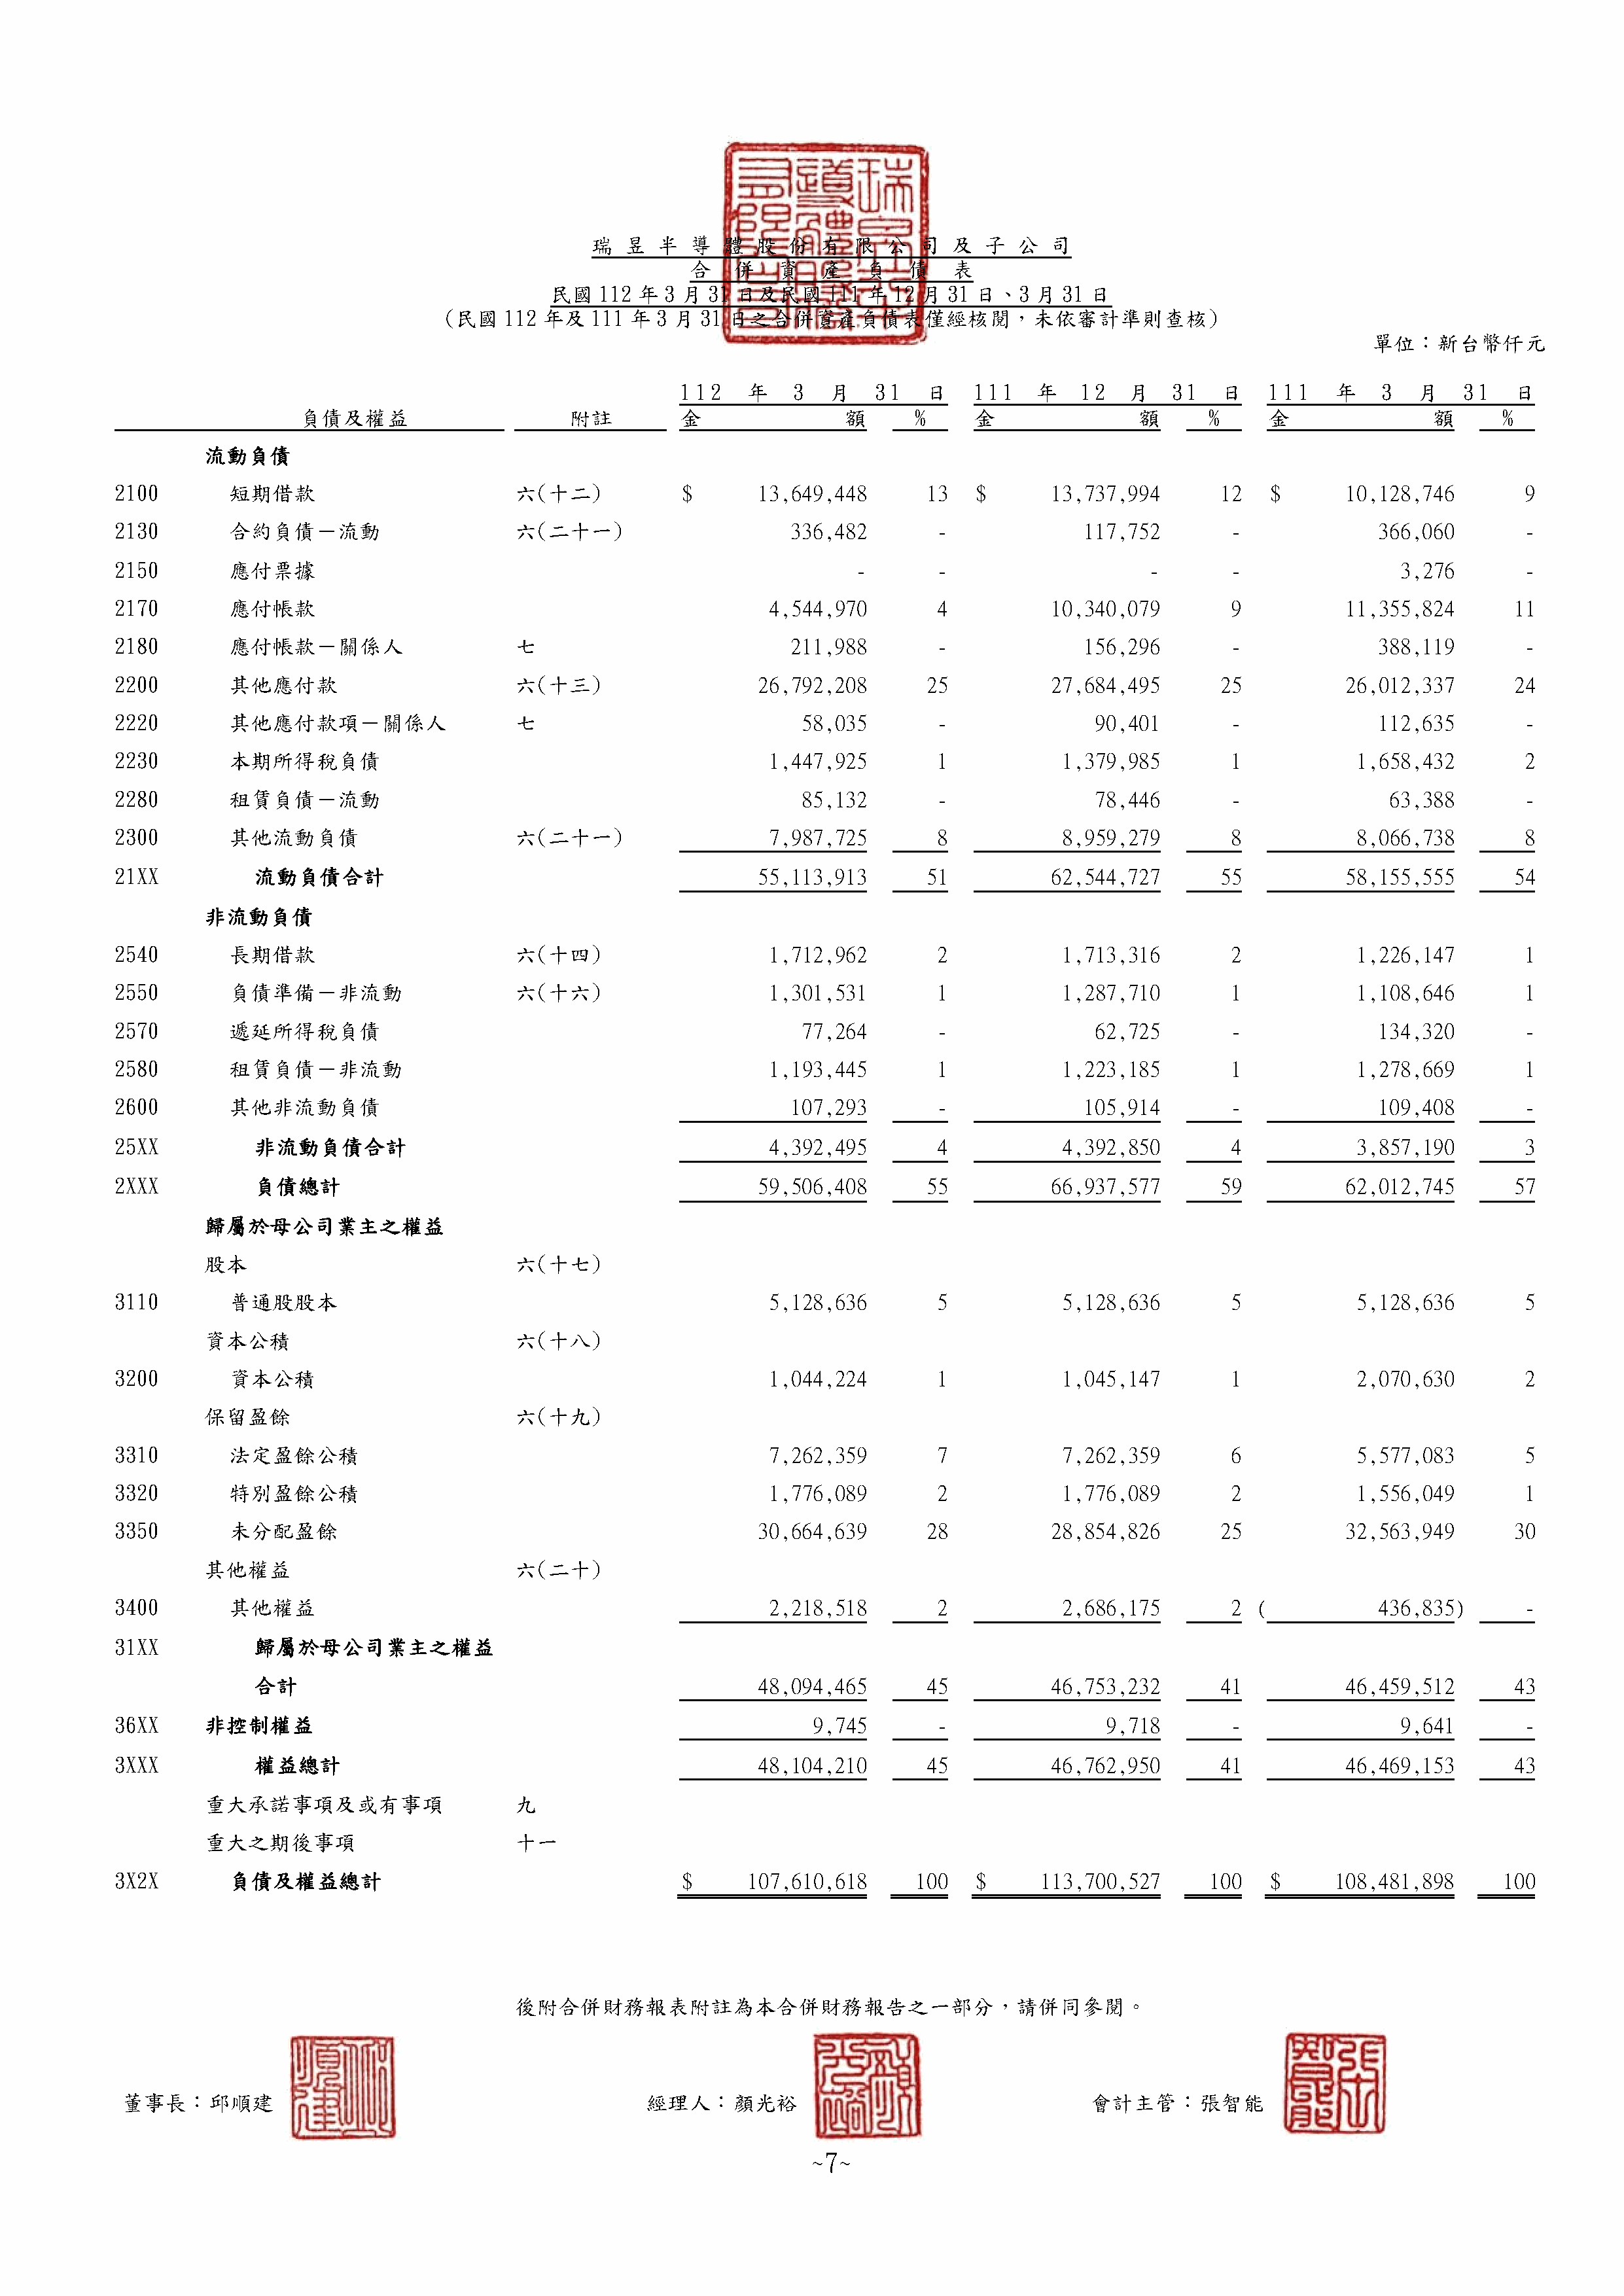 瑞昱半導體股份有限公司及子公司
合併資產負債表
民國112年3月31日及民國111年12月31日、3月31日
(民國112年及111年3月31日之合併資產負債表僅經核閱，未依審計準則查核)
單位：新台幣仟元
112 年 3 月 31 日 111 年 12 月 31 日 111 年 3 月 31 日
負債及權益 附註 金 額 % 金 額 % 金 額 %
流動負債
2100 短期借款 六(十二) $ 13,649,448 13 $ 13,737,994 12 $ 10,128,746 9
2130 合約負債－流動 六(二十一) 336,482 - 117,752 - 366,060 -
2150 應付票據 - - - - 3,276 -
2170 應付帳款 4,544,970 4 10,340,079 9 11,355,824 11
2180 應付帳款－關係人 七 211,988 - 156,296 - 388,119 -
2200 其他應付款 六(十三) 26,792,208 25 27,684,495 25 26,012,337 24
2220 其他應付款項－關係人 七 58,035 - 90,401 - 112,635 -
2230 本期所得稅負債 1,447,925 1 1,379,985 1 1,658,432 2
2280 租賃負債－流動 85,132 - 78,446 - 63,388 -
2300 其他流動負債 六(二十一) 7,987,725 8 8,959,279 8 8,066,738 8
21XX 流動負債合計 55,113,913 51 62,544,727 55 58,155,555 54
非流動負債
2540 長期借款 六(十四) 1,712,962 2 1,713,316 2 1,226,147 1
2550 負債準備－非流動 六(十六) 1,301,531 1 1,287,710 1 1,108,646 1
2570 遞延所得稅負債 77,264 - 62,725 - 134,320 -
2580 租賃負債－非流動 1,193,445 1 1,223,185 1 1,278,669 1
2600 其他非流動負債 107,293 - 105,914 - 109,408 -
25XX 非流動負債合計 4,392,495 4 4,392,850 4 3,857,190 3
2XXX 負債總計 59,506,408 55 66,937,577 59 62,012,745 57
歸屬於母公司業主之權益
股本 六(十七)
3110 普通股股本 5,128,636 5 5,128,636 5 5,128,636 5
資本公積 六(十八)
3200 資本公積 1,044,224 1 1,045,147 1 2,070,630 2
保留盈餘 六(十九)
3310 法定盈餘公積 7,262,359 7 7,262,359 6 5,577,083 5
3320 特別盈餘公積 1,776,089 2 1,776,089 2 1,556,049 1
3350 未分配盈餘 30,664,639 28 28,854,826 25 32,563,949 30
其他權益 六(二十)
3400 其他權益 2,218,518 2 2,686,175 2 ( 436,835) -
31XX 歸屬於母公司業主之權益
合計 48,094,465 45 46,753,232 41 46,459,512 43
36XX 非控制權益 9,745 - 9,718 - 9,641 -
3XXX 權益總計 48,104,210 45 46,762,950 41 46,469,153 43
重大承諾事項及或有事項 九
重大之期後事項 十一
3X2X 負債及權益總計 $ 107,610,618 100 $ 113,700,527 100 $ 108,481,898 100
後附合併財務報表附註為本合併財務報告之一部分，請併同參閱。
董事長：邱順建 經理人：顏光裕 會計主管：張智能
~7~